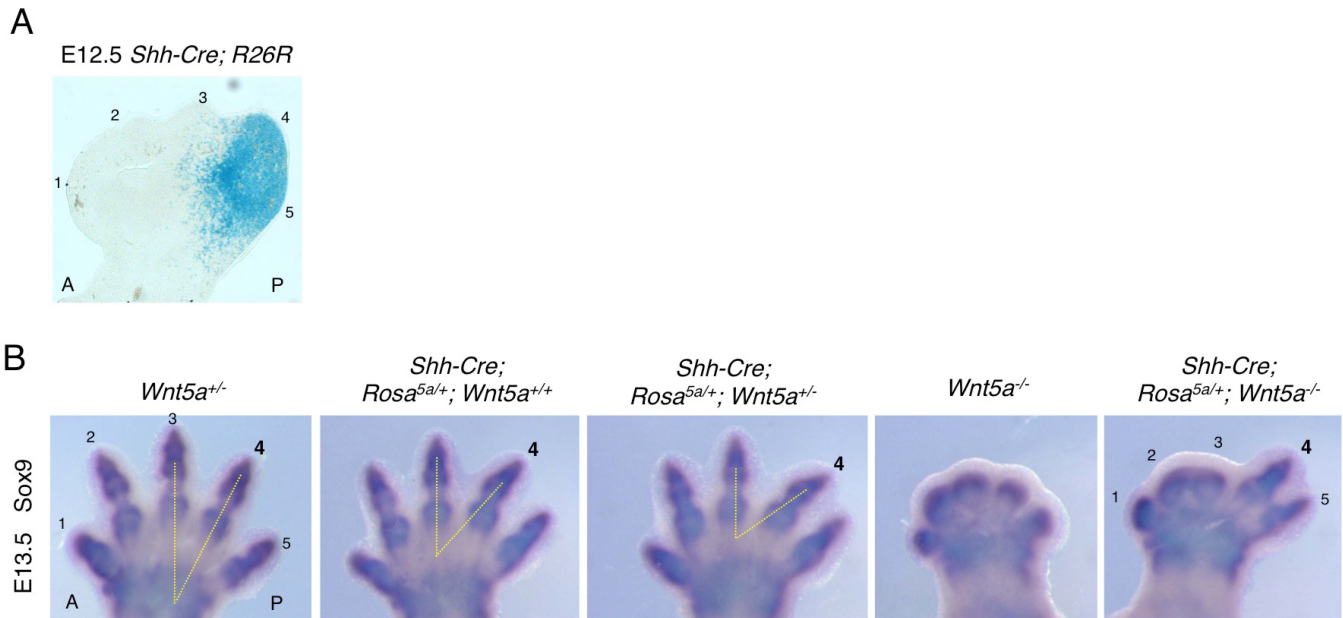 A
E12.5 Shh-Cre; R26R
3
2
4
1
5
A
P
B
Wnt5a+/-
Shh-Cre;
Rosa5a/+; Wnt5a+/+
Shh-Cre;
Rosa5a/+; Wnt5a+/-
Wnt5a-/-
Shh-Cre;
Rosa5a/+; Wnt5a-/-
E13.5 Sox9
3
2
4
1
5
A
P
4
4
3
4
2
1
5